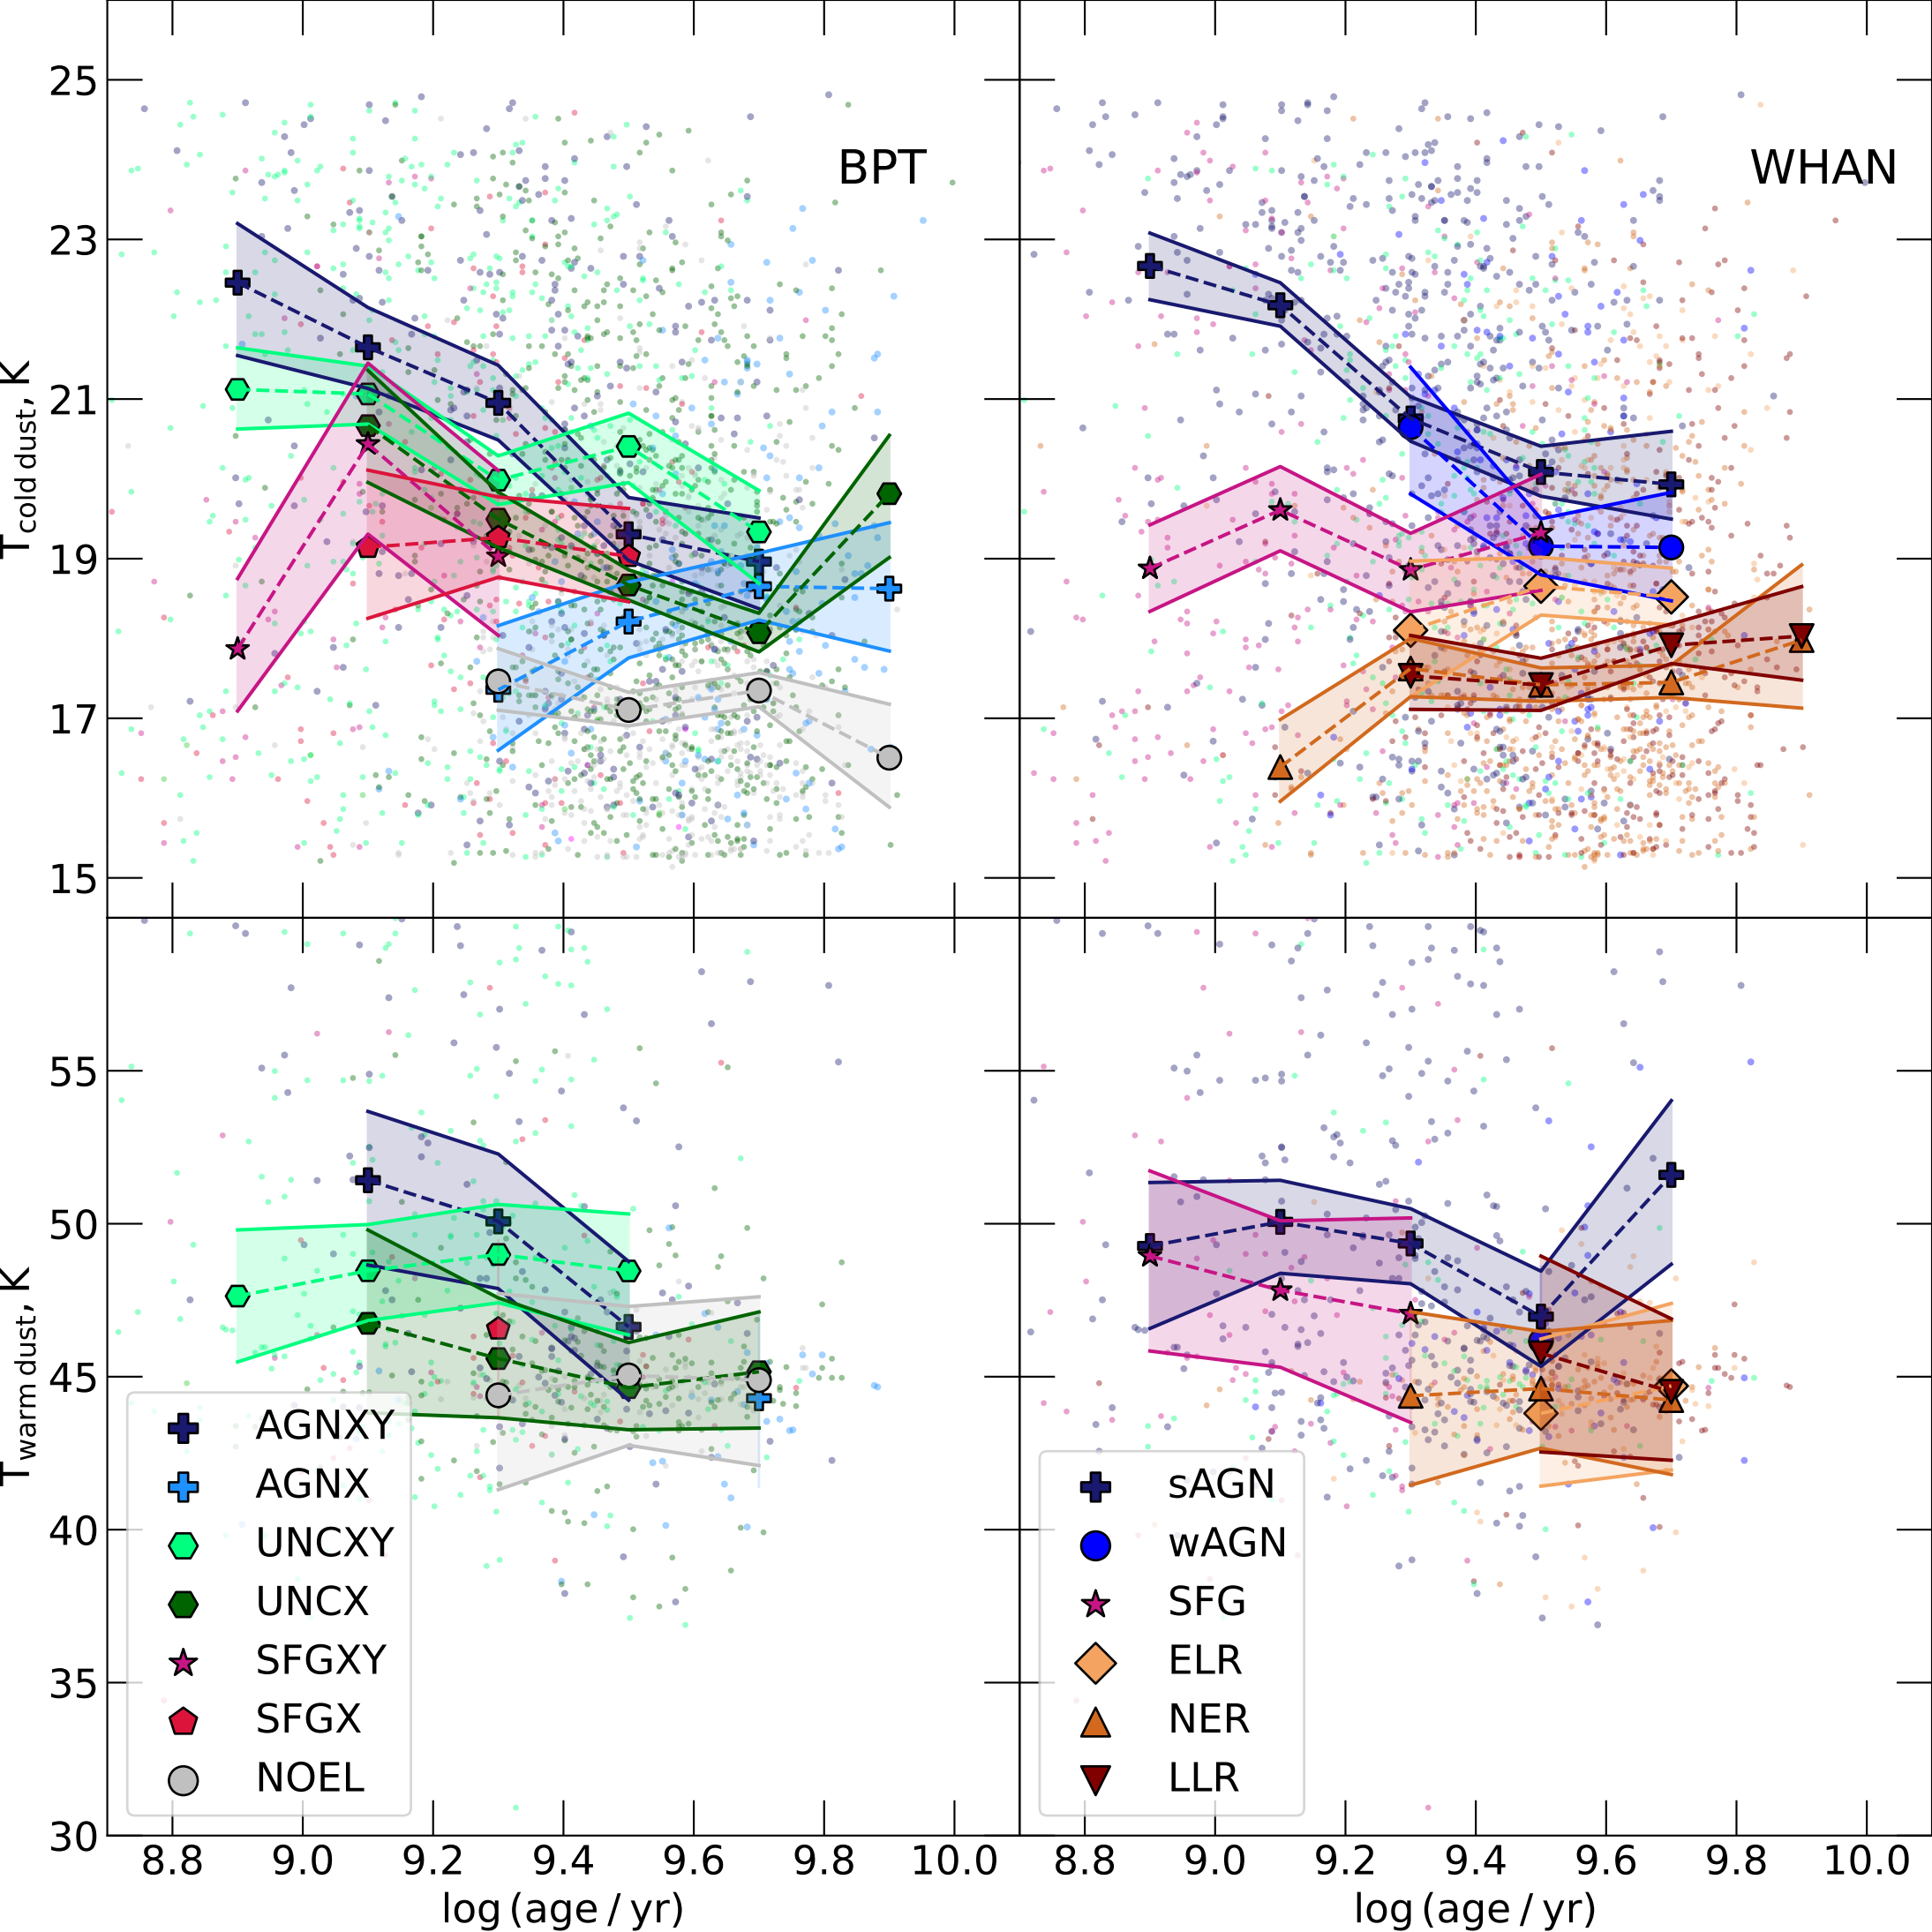 BPT
WHAN
25
23
21
19
17
15
T cold dust, K
55
50
45
40
35
30
T warm dust, K
AGNXY
AGNX
UNCXY
UNCX
SFGXY
SFGX
NOEL
sAGN
wAGN
SFG
ELR
NER
LLR
8.8 9.0 9.2 9.4 9.6 9.8 10.0
8.8 9.0 9.2 9.4 9.6 9.8 10.0
log (age / yr)
log (age / yr)